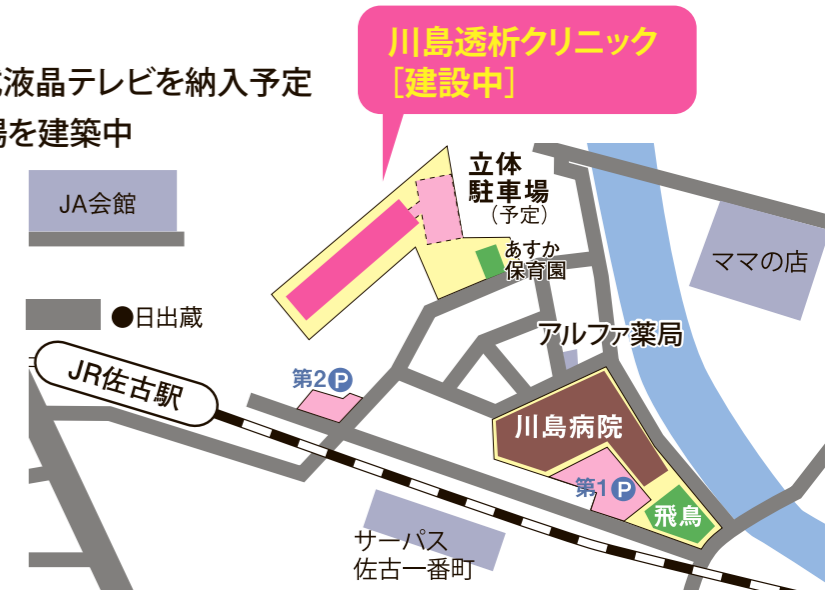 川島透析クリニック
[建設中]
液晶テレビを納入予定
場を建築中
立体
駐車場
(予定)
JA会館
あすか
保育園
ママの店
●日出蔵
アルファ薬局
JR佐古駅
第2P
川島病院
第1P
飛鳥
サーパス
佐古一番町